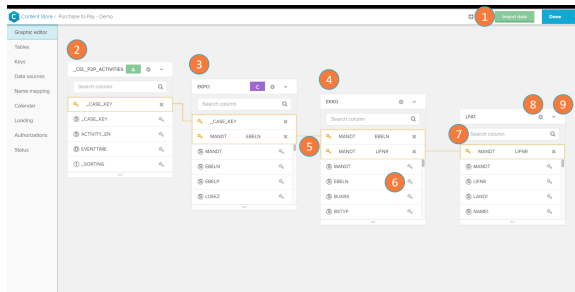 C Content Store / Purchase to Pay - Demo
1 Import data Done
Graphic editor
Tables
Keys
Data sources
Name mapping
Calendar
Loading
Authorizations
Status
2
_CEL_P2P_ACTIVITIES A
Search column
_CASE_KEY
_CASE_KEY
ACTIVITY_EN
EVENTTIME
_SORTING
3
EKPO C
Search column
_CASE_KEY
MANDT EBELN
MANDT
EBELN
EBELP
LOEKZ
4
EKKO
Search column
5
MANDT EBELN
MANDT LIFNR
MANDT
EBELN
6
BUKRS
BSTYP
LFA1
8
9
7
Search column
MANDT LIFNR
MANDT
LIFNR
LAND1
NAME1